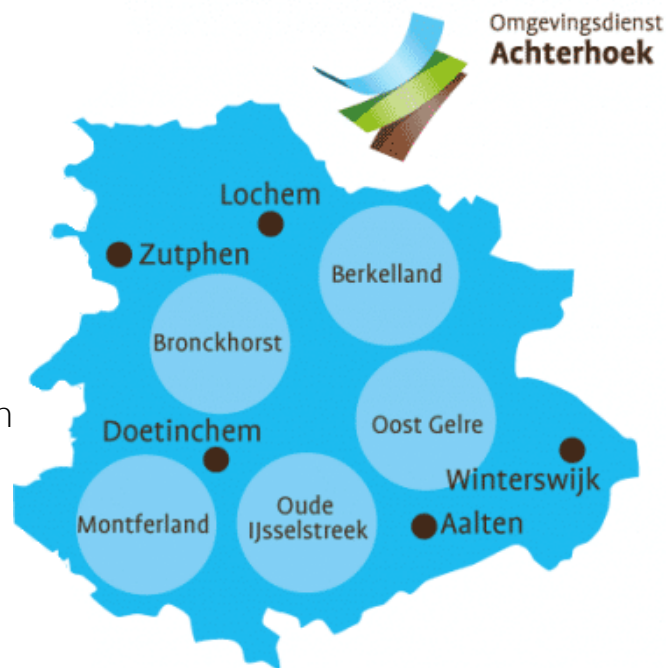 Omgevingsdienst
Achterhoek
Lochem
Zutphen
Berkelland
Bronckhorst
n
Doetinchem
Oost Gelre
Winterswijk
Montferland
Oude
IJsselstreek
Aalten